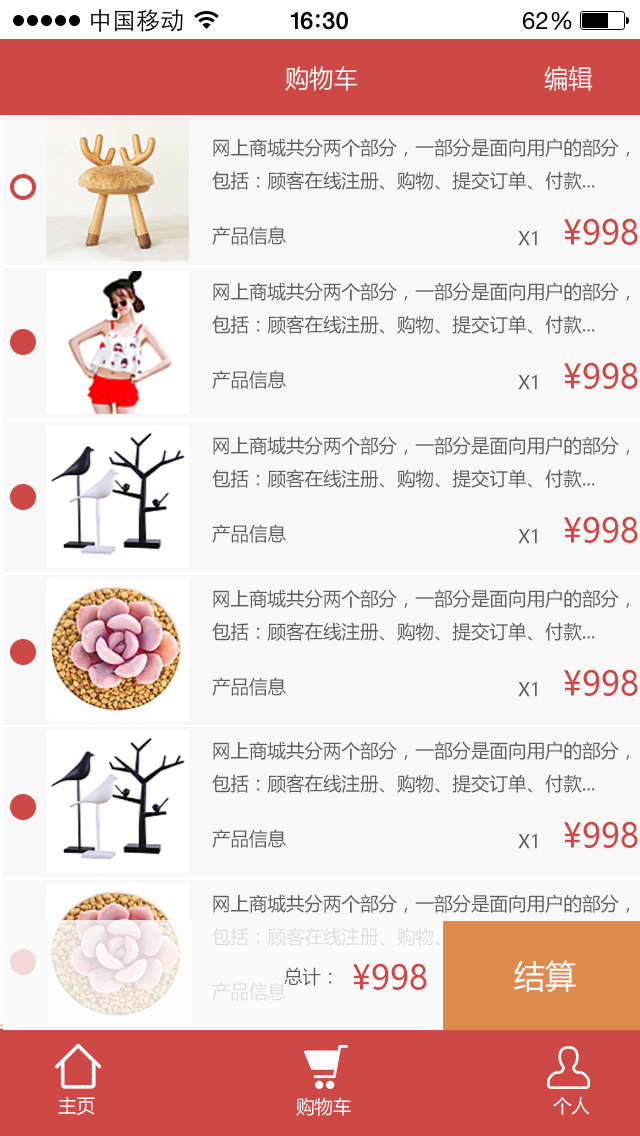 中国移动 16:30 62%
购物车 编辑
网上商城共分两个部分，一部分是面向用户的部分，
包括：顾客在线注册、购物、提交订单、付款...
产品信息 X1 ¥998
网上商城共分两个部分，一部分是面向用户的部分，
包括：顾客在线注册、购物、提交订单、付款...
产品信息 X1 ¥998
网上商城共分两个部分，一部分是面向用户的部分，
包括：顾客在线注册、购物、提交订单、付款...
产品信息 X1 ¥998
网上商城共分两个部分，一部分是面向用户的部分，
包括：顾客在线注册、购物、提交订单、付款...
产品信息 X1 ¥998
网上商城共分两个部分，一部分是面向用户的部分，
包括：顾客在线注册、购物、提交订单、付款...
产品信息 X1 ¥998
网上商城共分两个部分，一部分是面向用户的部分，
包括：顾客在线注册、购物、
产品信息
总计： ¥998 结算
主页 购物车 个人